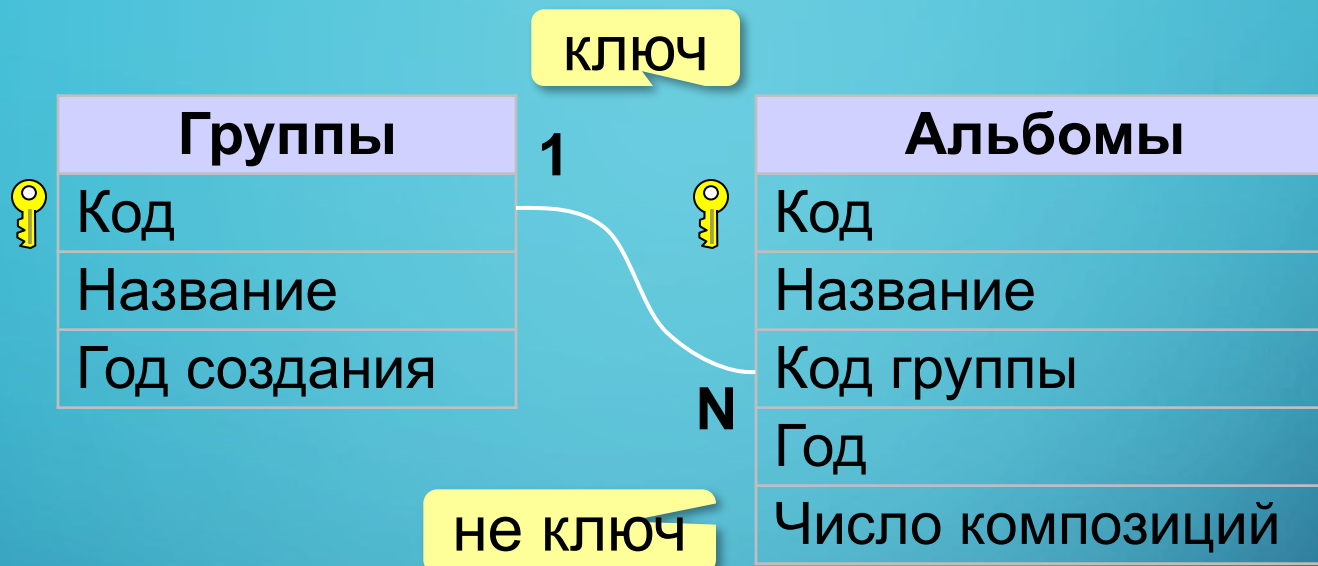 ключ
Группы
1
Код
Название
Год создания
Альбомы
Код
Название
Код группы
N
Год
Число композиций
не ключ